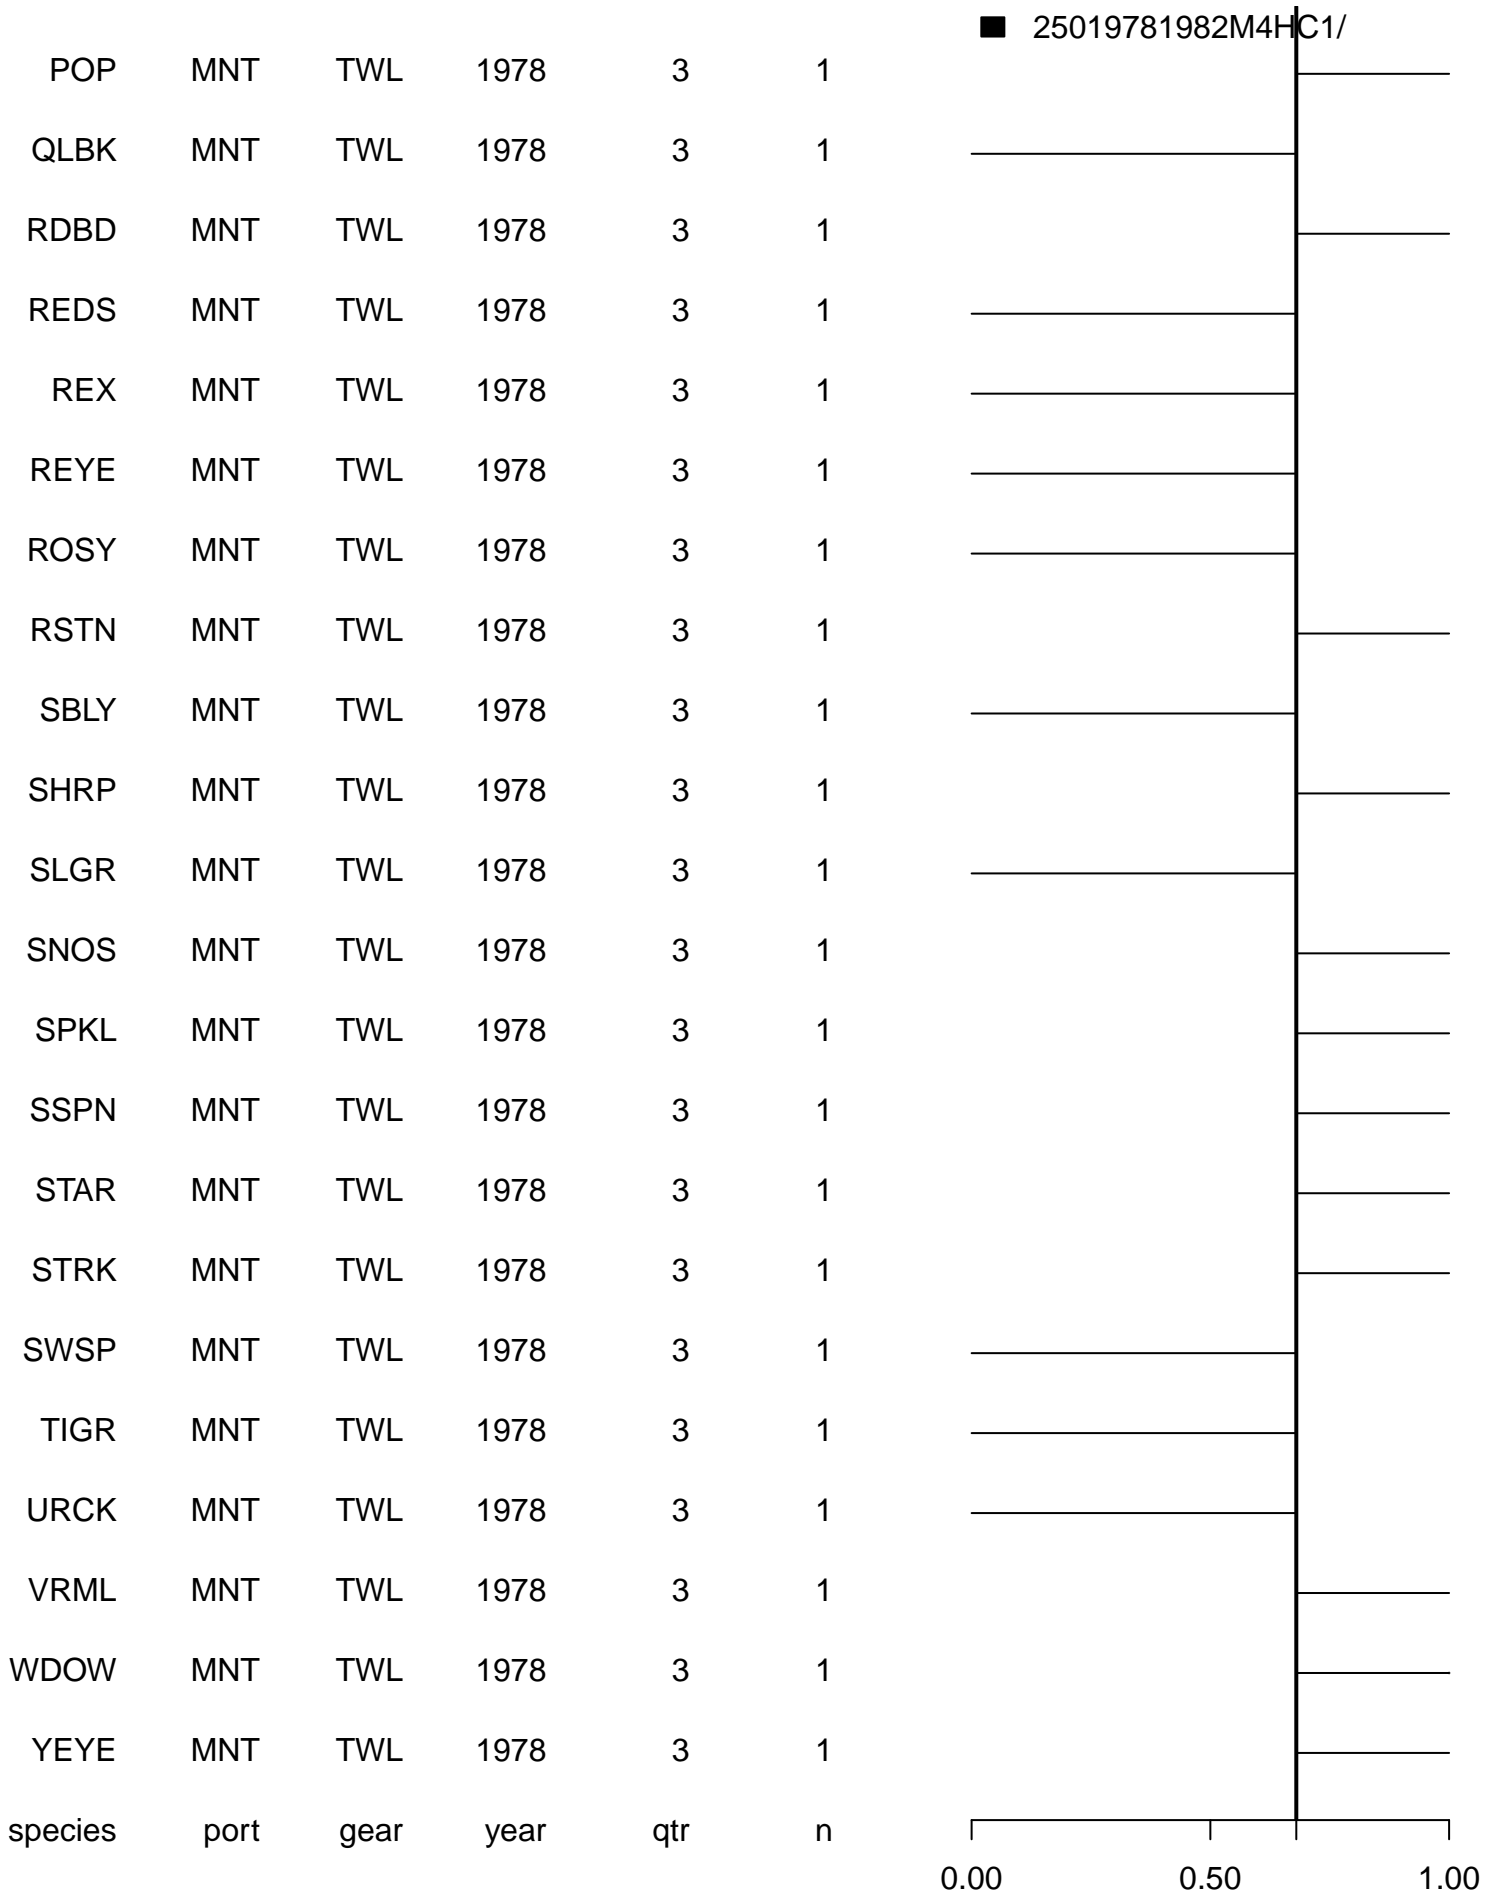 25019781982M4HC1/
POP MNT TWL 1978 3 1
QLBK MNT TWL 1978 3 1
RDBD MNT TWL 1978 3 1
REDS MNT TWL 1978 3 1
REX MNT TWL 1978 3 1
REYE MNT TWL 1978 3 1
ROSY MNT TWL 1978 3 1
RSTN MNT TWL 1978 3 1
SBLY MNT TWL 1978 3 1
SHRP MNT TWL 1978 3 1
SLGR MNT TWL 1978 3 1
SNOS MNT TWL 1978 3 1
SPKL MNT TWL 1978 3 1
SSPN MNT TWL 1978 3 1
STAR MNT TWL 1978 3 1
STRK MNT TWL 1978 3 1
SWSP MNT TWL 1978 3 1
TIGR MNT TWL 1978 3 1
URCK MNT TWL 1978 3 1
VRML MNT TWL 1978 3 1
WDOW MNT TWL 1978 3 1
YEYE MNT TWL 1978 3 1
species port gear year qtr n
0.00 0.50 1.00